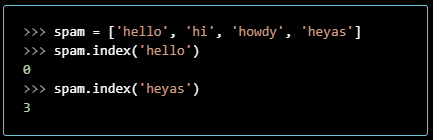 >>> spam = ['hello', 'hi', 'howdy', 'heyas']
>>> spam.index('hello')
0
>>> spam.index('heyas')
3